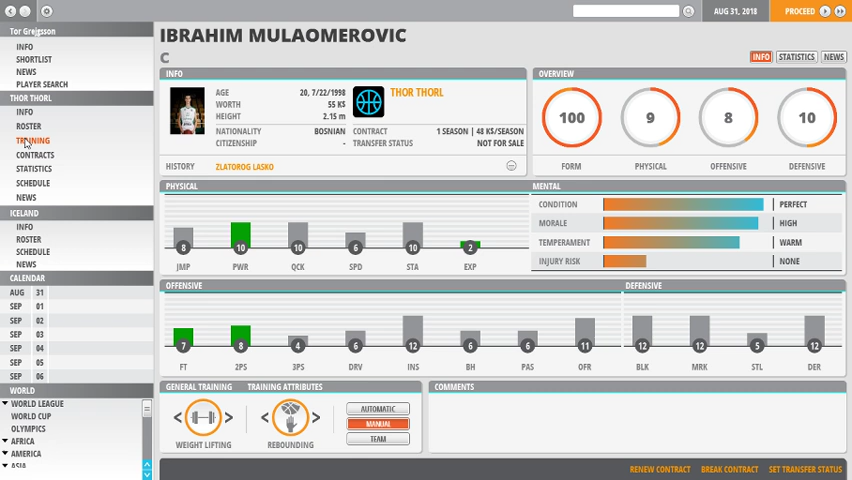 AUG 31, 2018
PROCEED
Tor Grejgsson
INFO
SHORTLIST
NEWS
PLAYER SEARCH
THOR THORL
INFO
ROSTER
TRAINING
CONTRACTS
STATISTICS
SCHEDULE
NEWS
ICELAND
INFO
ROSTER
SCHEDULE
NEWS
CALENDAR
AUG 31
SEP 01
SEP 02
SEP 03
SEP 04
SEP 05
SEP 06
WORLD
WORLD LEAGUE
WORLD CUP
OLYMPICS
AFRICA
AMERICA
ASIA
IBRAHIM MULAOMEROVIC
C
INFO STATISTICS NEWS
INFO
AGE 20, 7/22/1998
WORTH 55 K$
HEIGHT 2.15 m
NATIONALITY BOSNIAN
CITIZENSHIP -
THOR THORL
CONTRACT 1 SEASON | 48 K$/SEASON
TRANSFER STATUS NOT FOR SALE
HISTORY ZLATOROG LASKO
OVERVIEW
100 9 8 10
FORM PHYSICAL OFFENSIVE DEFENSIVE
PHYSICAL
8 10 10 6 10 2
JMP PWR QCK SPD STA EXP
MENTAL
CONDITION PERFECT
MORALE HIGH
TEMPERAMENT WARM
INJURY RISK NONE
OFFENSIVE DEFENSIVE
7 8 4 6 12 6 6 11 12 12 5 12
FT 2PS 3PS DRV INS BH PAS OFR BLK MRK STL DER
GENERAL TRAINING TRAINING ATTRIBUTES
< > < >
WEIGHT LIFTING REBOUNDING
AUTOMATIC
MANUAL
TEAM
COMMENTS
RENEW CONTRACT BREAK CONTRACT SET TRANSFER STATUS